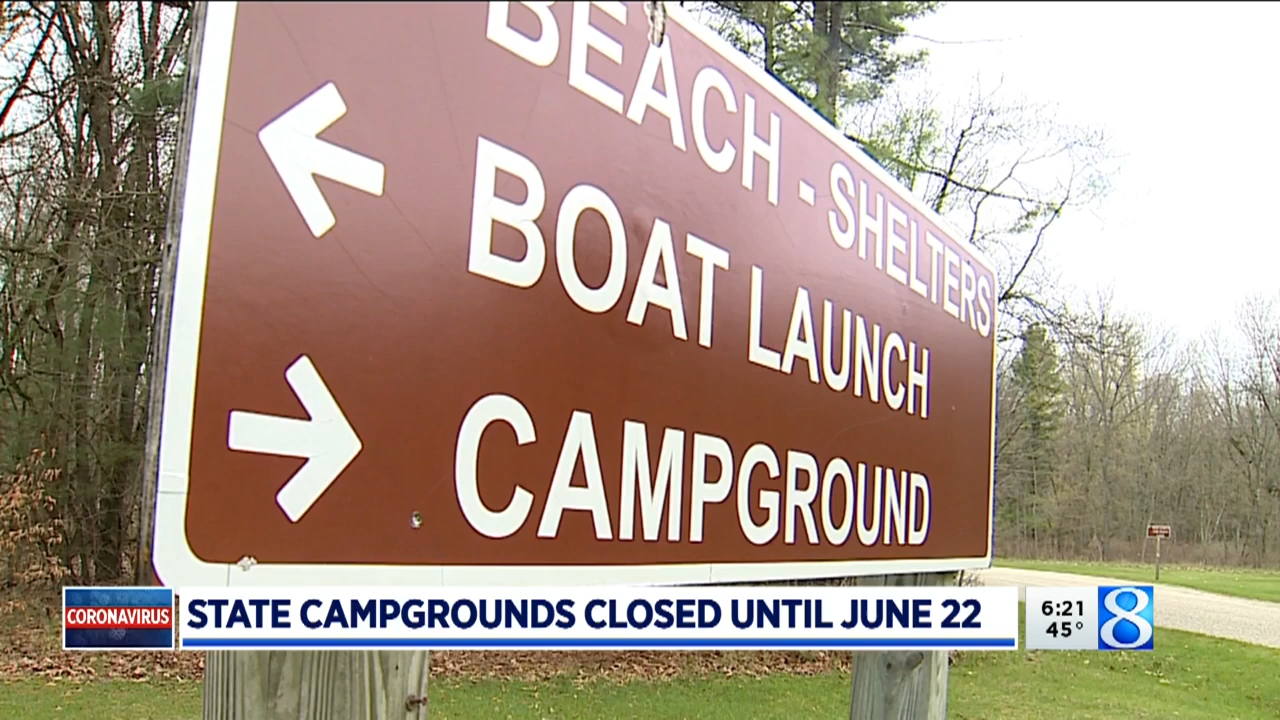 BEACH - SHELTERS
BOAT LAUNCH
CAMPGROUND
CORONAVIRUS
STATE CAMPGROUNDS CLOSED UNTIL JUNE 22
6:21
45°
8